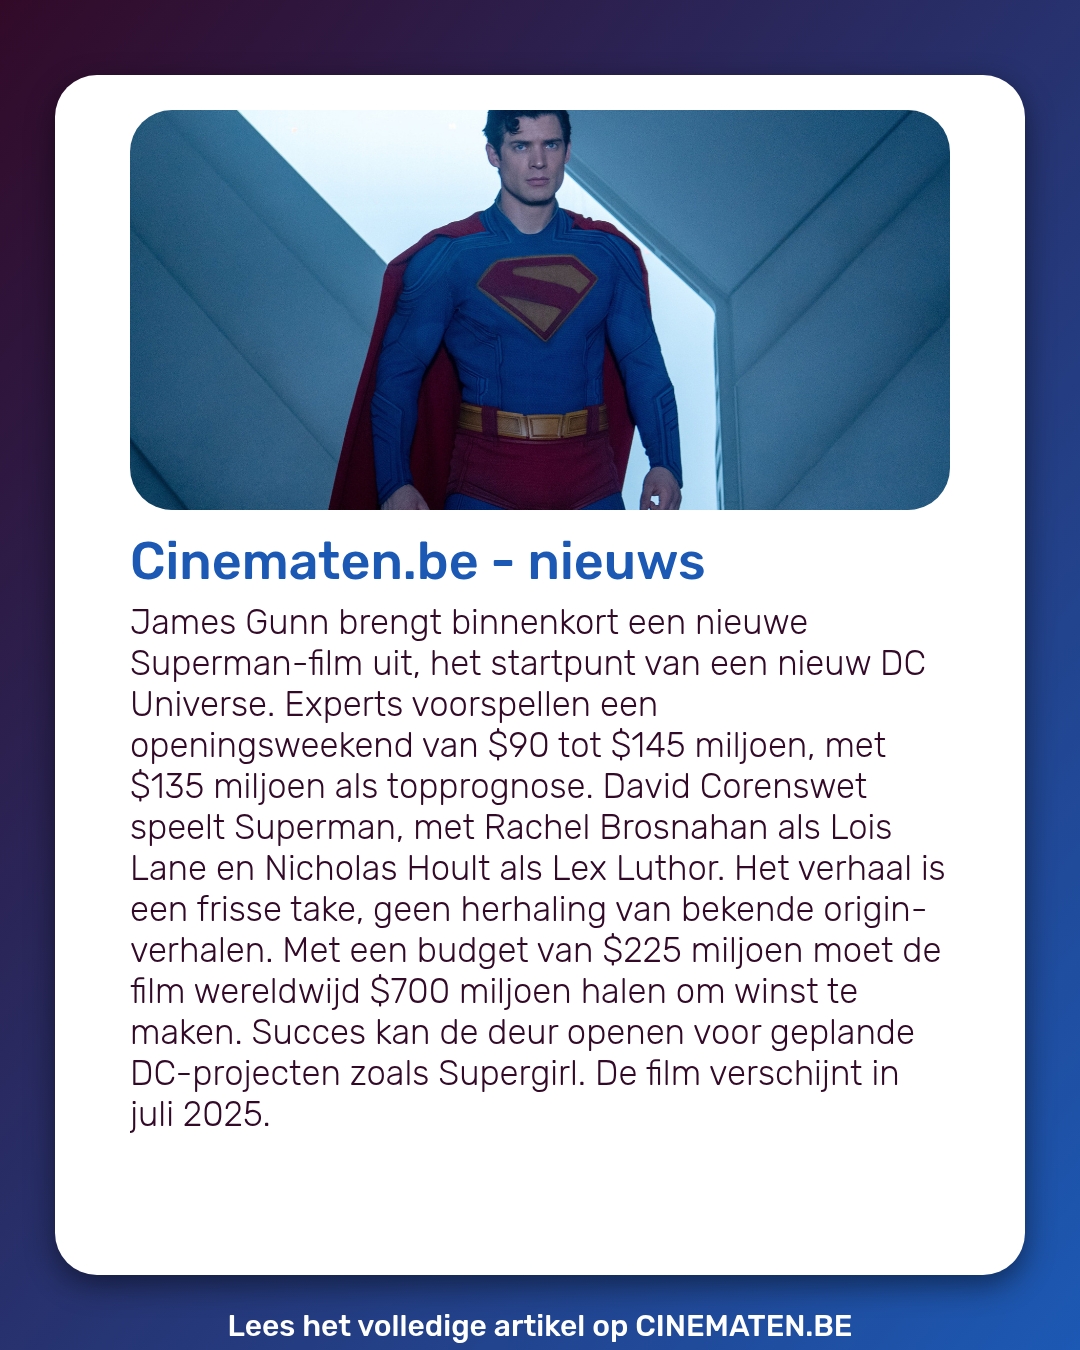 Cinematen.be - nieuws
James Gunn brengt binnenkort een nieuwe
Superman-film uit, het startpunt van een nieuw DC
Universe. Experts voorspellen een
openingsweekend van $90 tot $145 miljoen, met
$135 miljoen als topprognose. David Corenswet
speelt Superman, met Rachel Brosnahan als Lois
Lane en Nicholas Hoult als Lex Luthor. Het verhaal is
een frisse take, geen herhaling van bekende origin-
verhalen. Met een budget van $225 miljoen moet de
film wereldwijd $700 miljoen halen om winst te
maken. Succes kan de deur openen voor geplande
DC-projecten zoals Supergirl. De film verschijnt in
juli 2025.
Lees het volledige artikel op CINEMATEN.BE